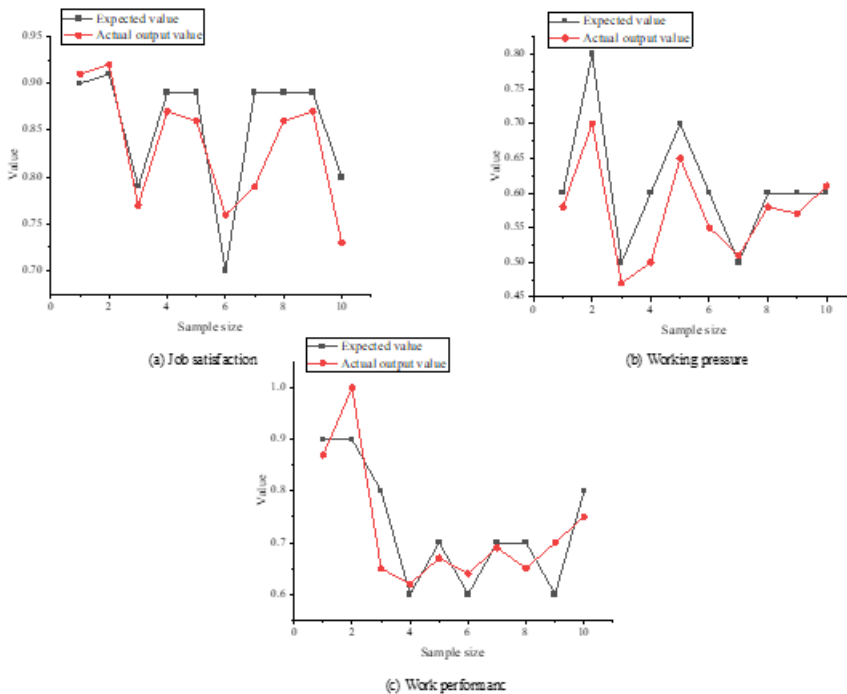 Expected value
Actual output value
0.95
0.90
0.85
0.80
0.75
0.70
Value
0 2 4 6 8 10
Sample size
(a) Job satisfaction
Expected value
Actual output value
0.80
0.75
0.70
0.65
0.60
0.55
0.50
0.45
Value
0 2 4 6 8 10
Sample size
(b) Working pressure
Expected value
Actual output value
1.0
0.9
0.8
0.7
0.6
Value
0 2 4 6 8 10
Sample size
(c) Work performanc